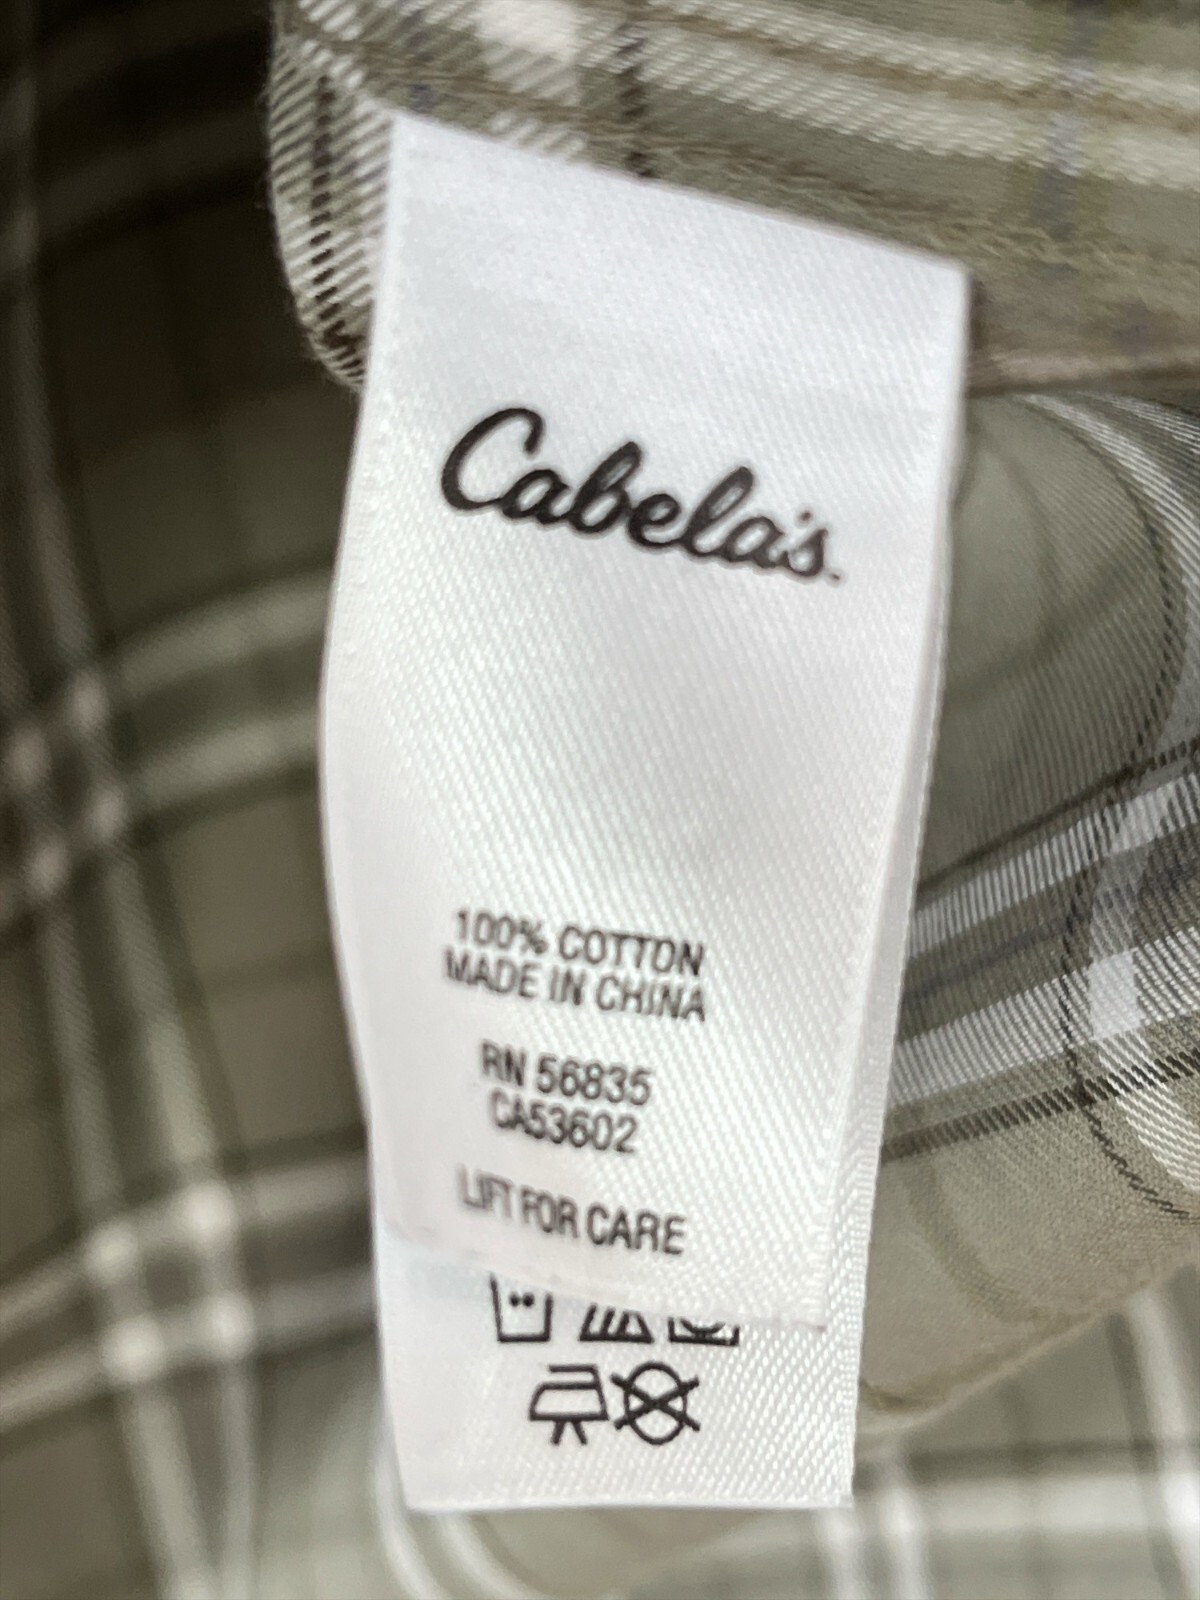 Cabela's
100% COTTON
MADE IN CHINA
RN 56835
CA53602
LIFT FOR CARE